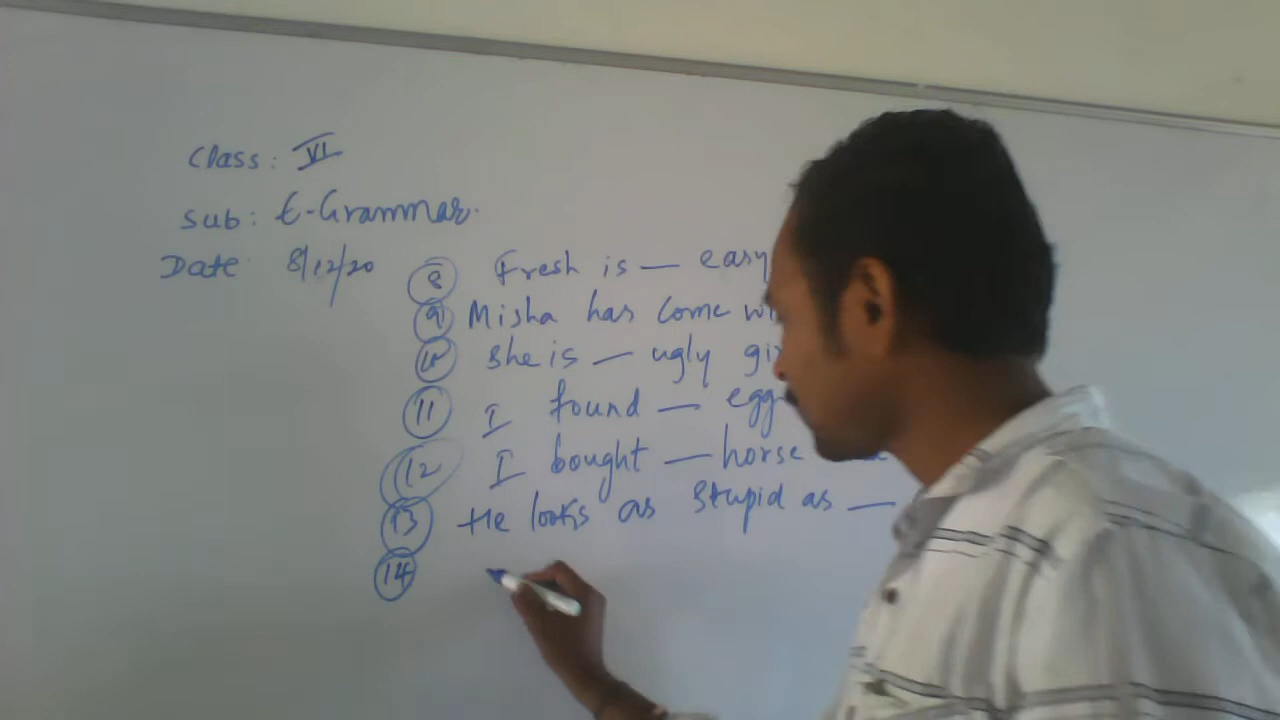 Class: VI
Sub: E-Grammar.
Date 8/12/20
8 Fresh is — easy
9 Misha has come
10 She is — ugly
11 I found — egg
12 I bought — horse
13 He looks as stupid as —
14